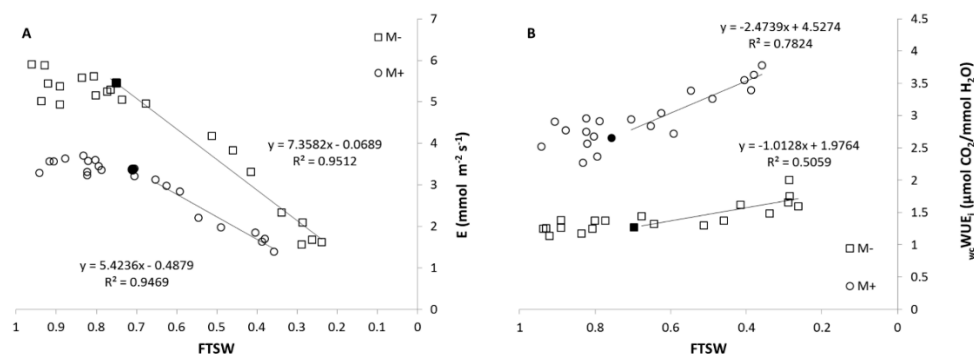 A
M-
M+
7
6
5
4
3
2
1
0
y = 7.3582x - 0.0689
R² = 0.9512
y = 5.4236x - 0.4879
R² = 0.9469
E (mmol m⁻² s⁻¹)
1 0.9 0.8 0.7 0.6 0.5 0.4 0.3 0.2 0.1 0
FTSW
B
y = -2.4739x + 4.5274
R² = 0.7824
y = -1.0128x + 1.9764
R² = 0.5059
M-
M+
4.5
4
3.5
3
2.5
2
1.5
1
0.5
0
wcWUEi (μmol CO₂/mmol H₂O)
1 0.8 0.6 0.4 0.2
FTSW